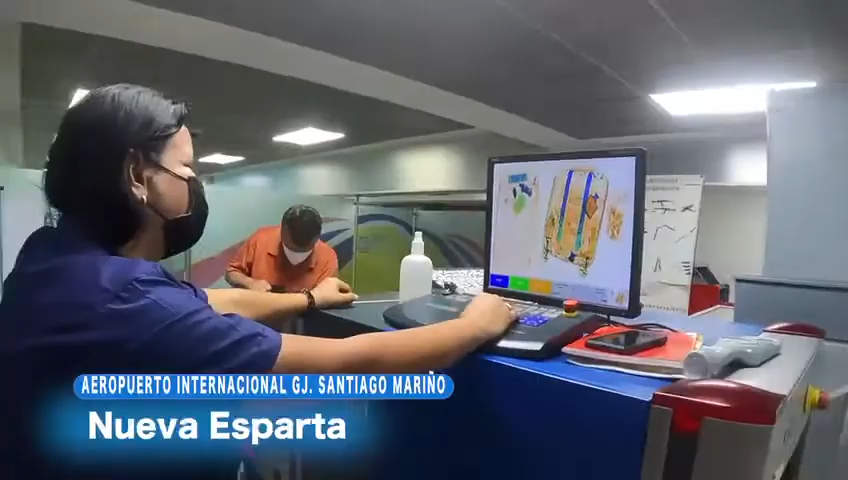 AEROPUERTO INTERNACIONAL GJ. SANTIAGO MARIÑO
Nueva Esparta